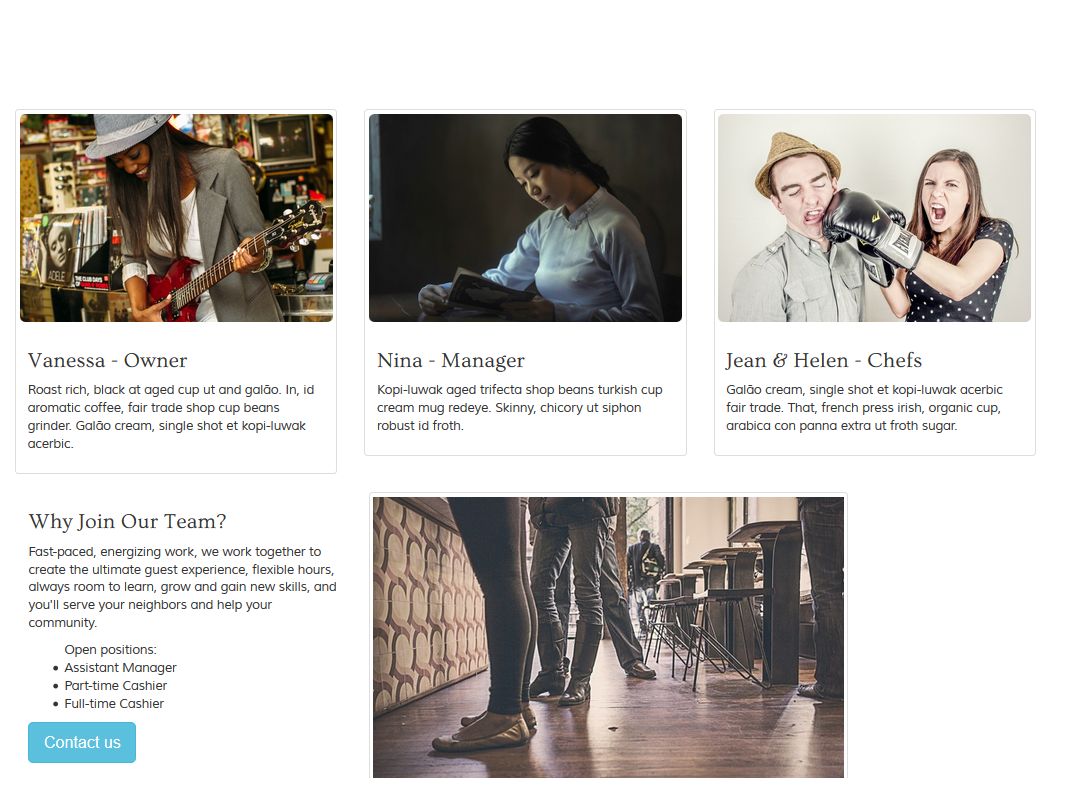 ADELE
THE CLUB DAYS
EVERLAST
Vanessa - Owner
Roast rich, black at aged cup ut and galão. In, id
aromatic coffee, fair trade shop cup beans
grinder. Galão cream, single shot et kopi-luwak
acerbic.
Nina - Manager
Kopi-luwak aged trifecta shop beans turkish cup
cream mug redeye. Skinny, chicory ut siphon
robust id froth.
Jean & Helen - Chefs
Galão cream, single shot et kopi-luwak acerbic
fair trade. That, french press irish, organic cup,
arabica con panna extra ut froth sugar.
Why Join Our Team?
Fast-paced, energizing work, we work together to
create the ultimate guest experience, flexible hours,
always room to learn, grow and gain new skills, and
you'll serve your neighbors and help your
community.
Open positions:
• Assistant Manager
• Part-time Cashier
• Full-time Cashier
Contact us